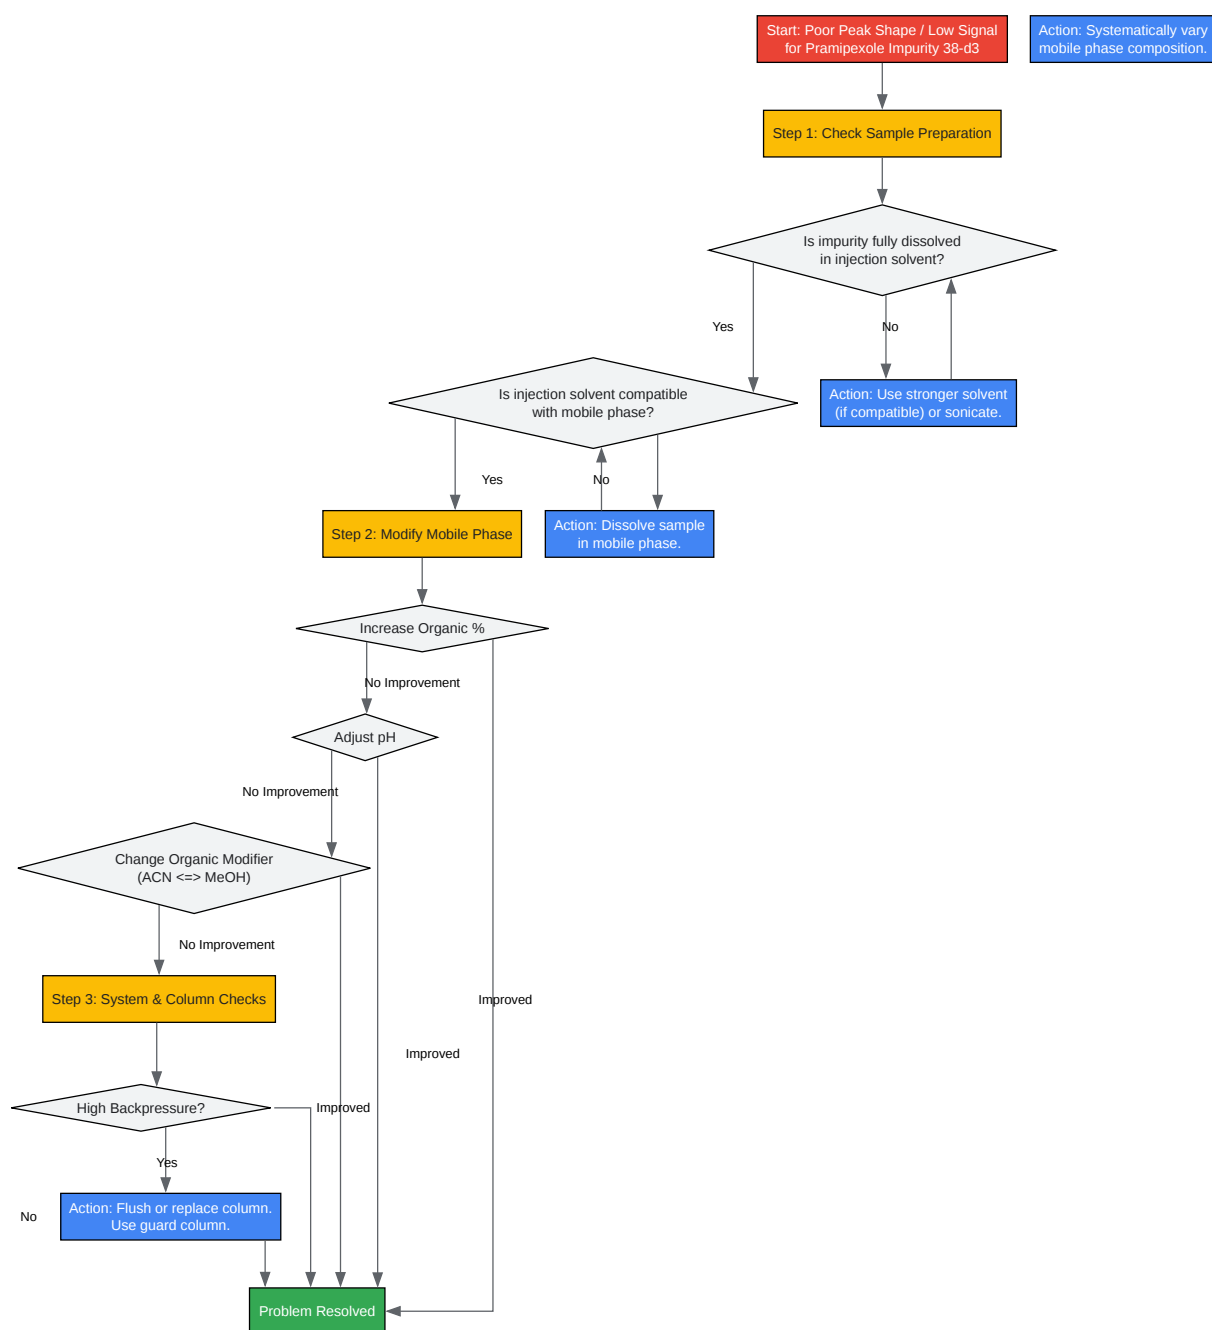 Start: Poor Peak Shape / Low Signal
for Pramipexole Impurity 38-d3
Action: Systematically vary
mobile phase composition.
Step 1: Check Sample Preparation
Is impurity fully dissolved
in injection solvent?
Yes
No
Is injection solvent compatible
with mobile phase?
Action: Use stronger solvent
(if compatible) or sonicate.
Yes
No
Step 2: Modify Mobile Phase
Action: Dissolve sample
in mobile phase.
Increase Organic %
No Improvement
Adjust pH
No Improvement
Change Organic Modifier
(ACN <=> MeOH)
No Improvement
Step 3: System & Column Checks
Improved
Improved
High Backpressure?
Improved
Yes
No
Action: Flush or replace column.
Use guard column.
Problem Resolved